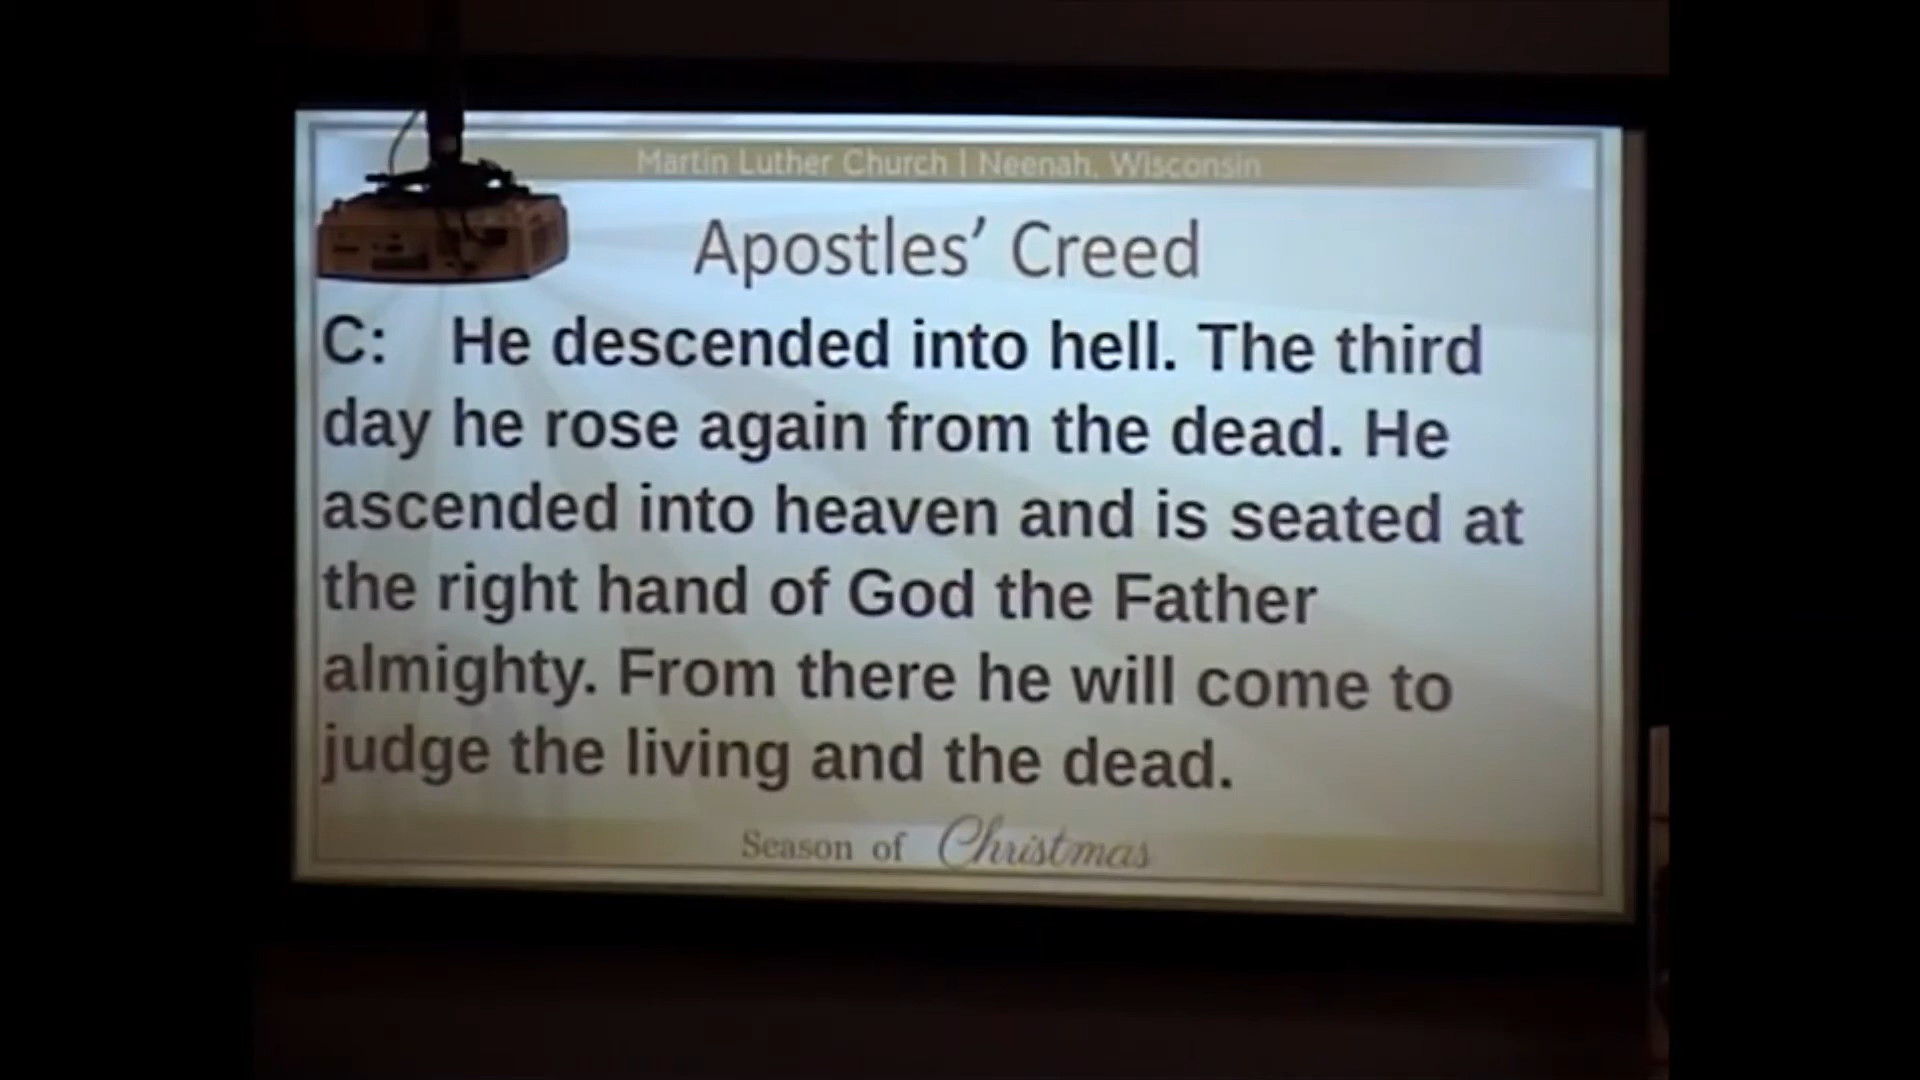 Martin Luther Church | Neenah, Wisconsin
Apostles’ Creed
C: He descended into hell. The third
day he rose again from the dead. He
ascended into heaven and is seated at
the right hand of God the Father
almighty. From there he will come to
judge the living and the dead.
Season of Christmas